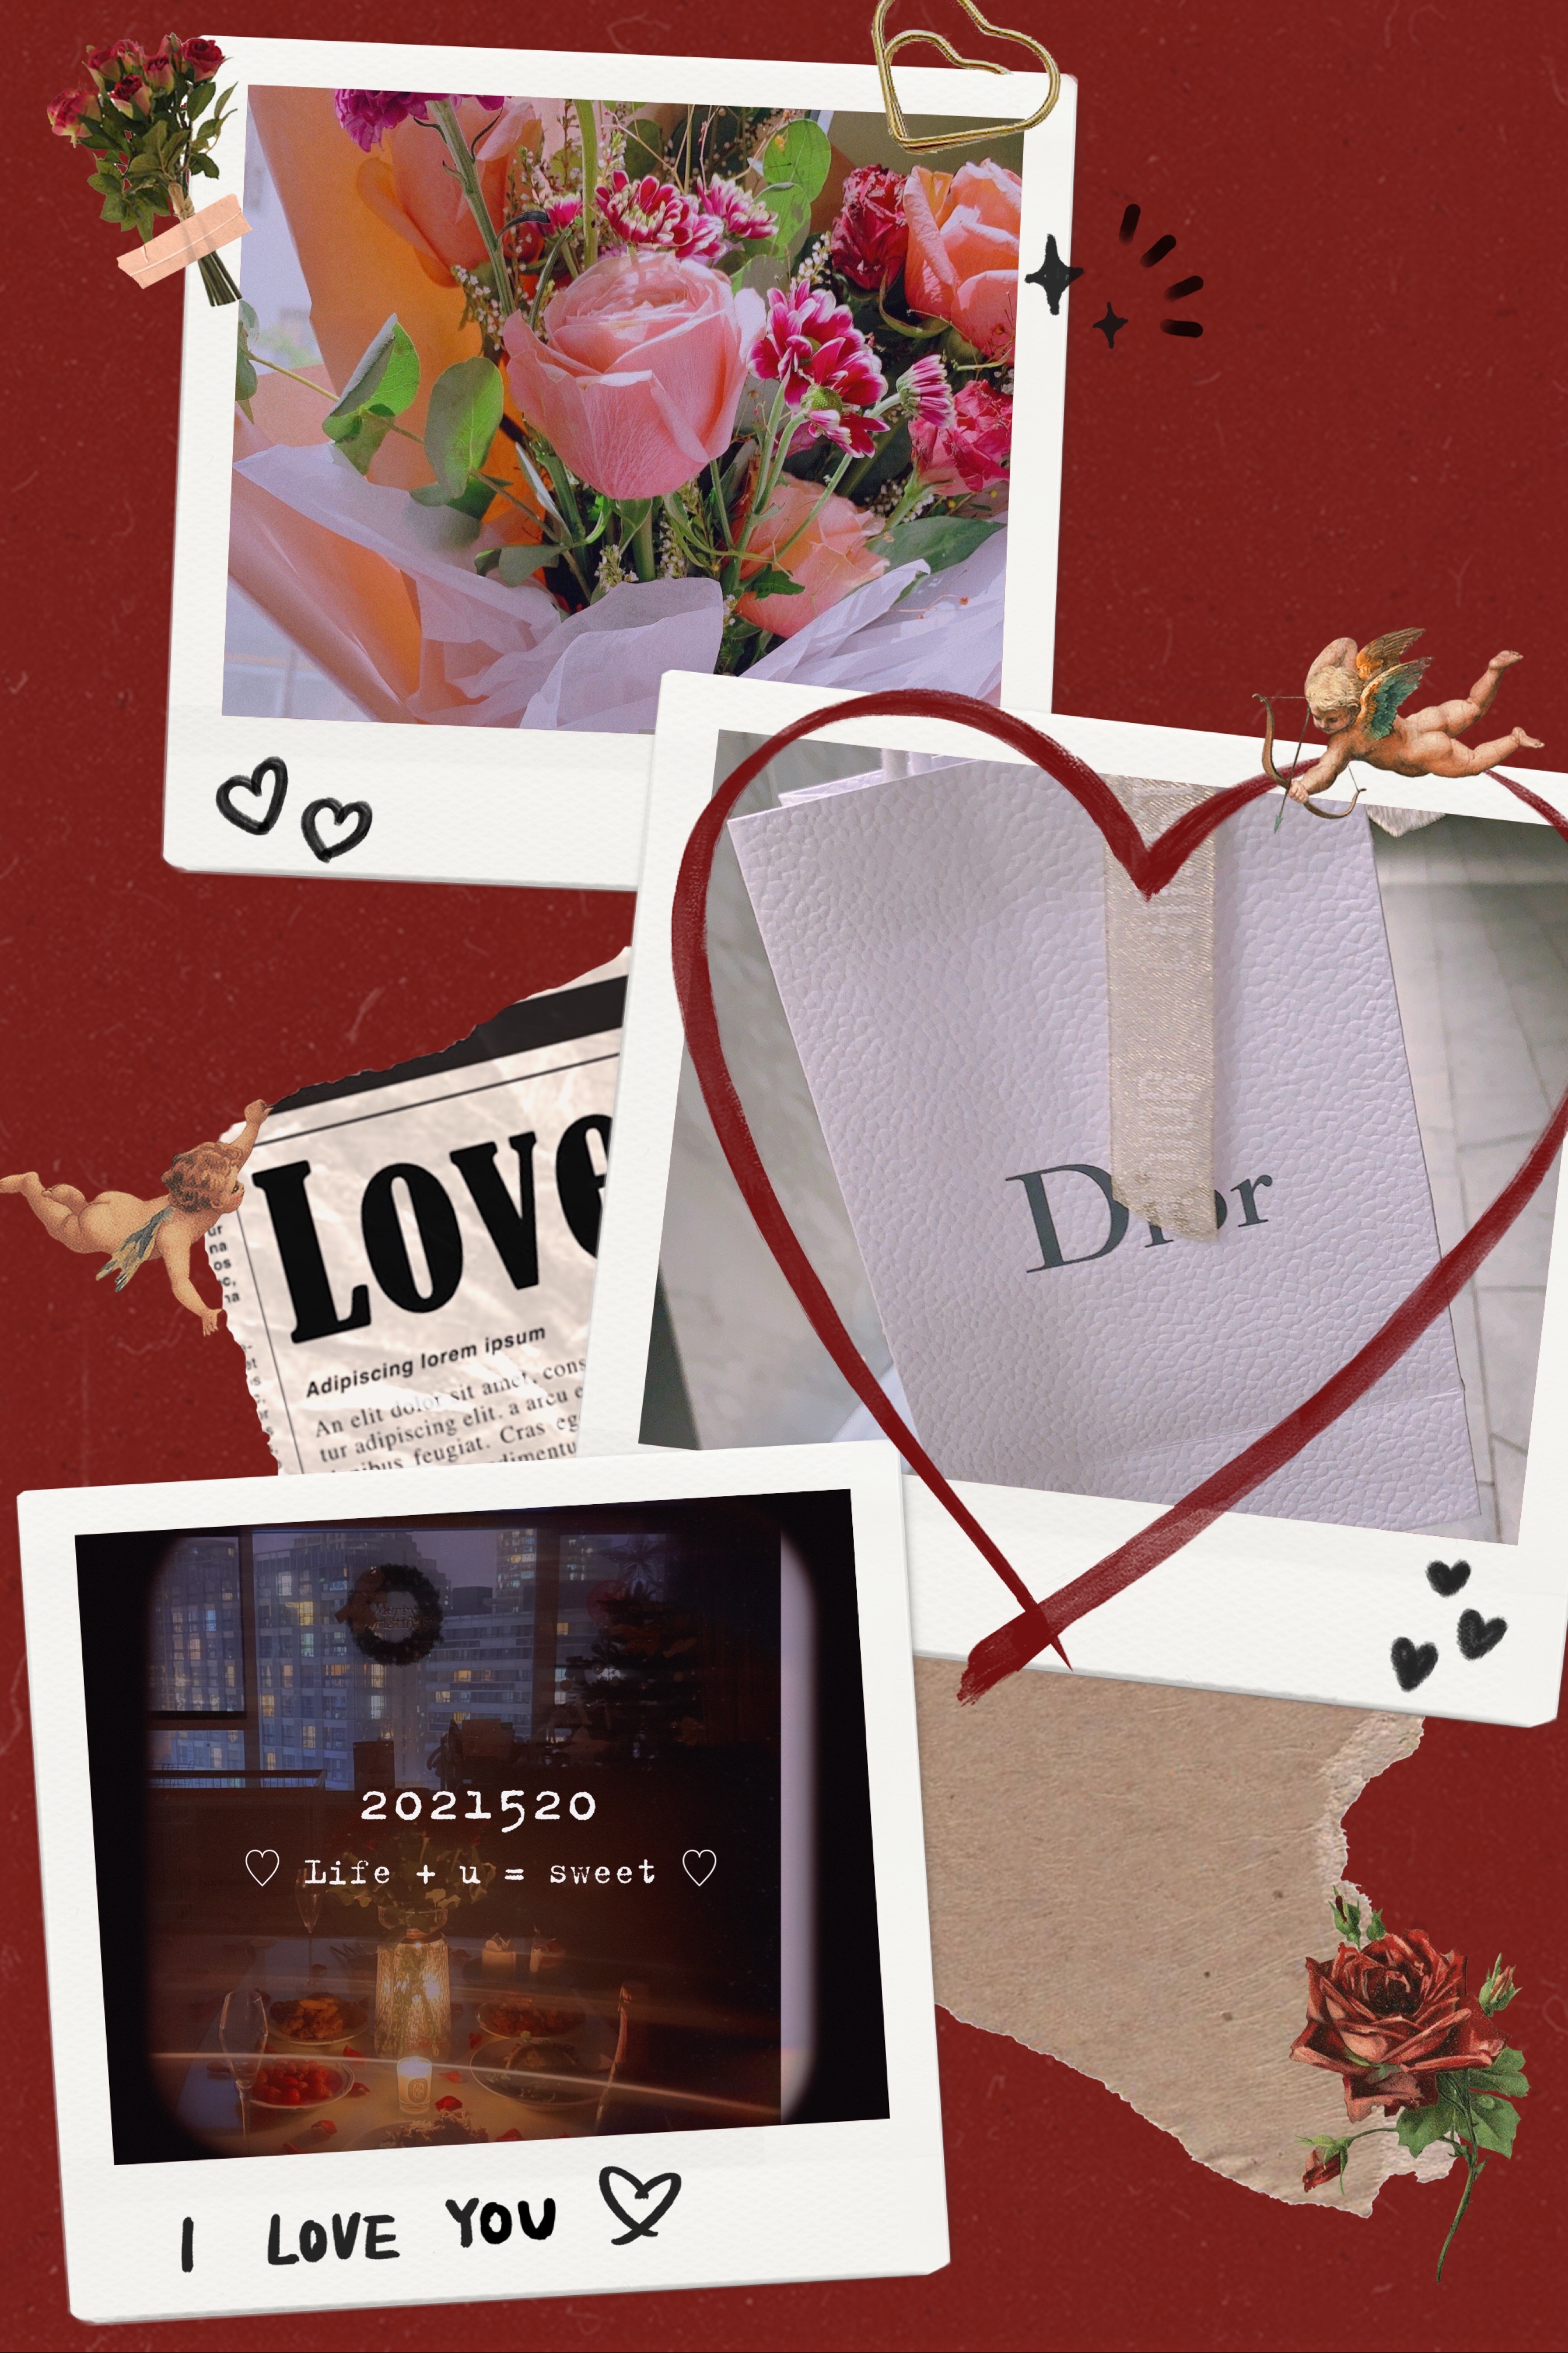 Dior
Love
Adipiscing lorem ipsum
An elit dolor sit amet, cons
tur adipiscing elit, a arcu e
feugiat. Cras eg
dimentu
2021520
♡ Life + u = sweet ♡
I LOVE YOU ♡